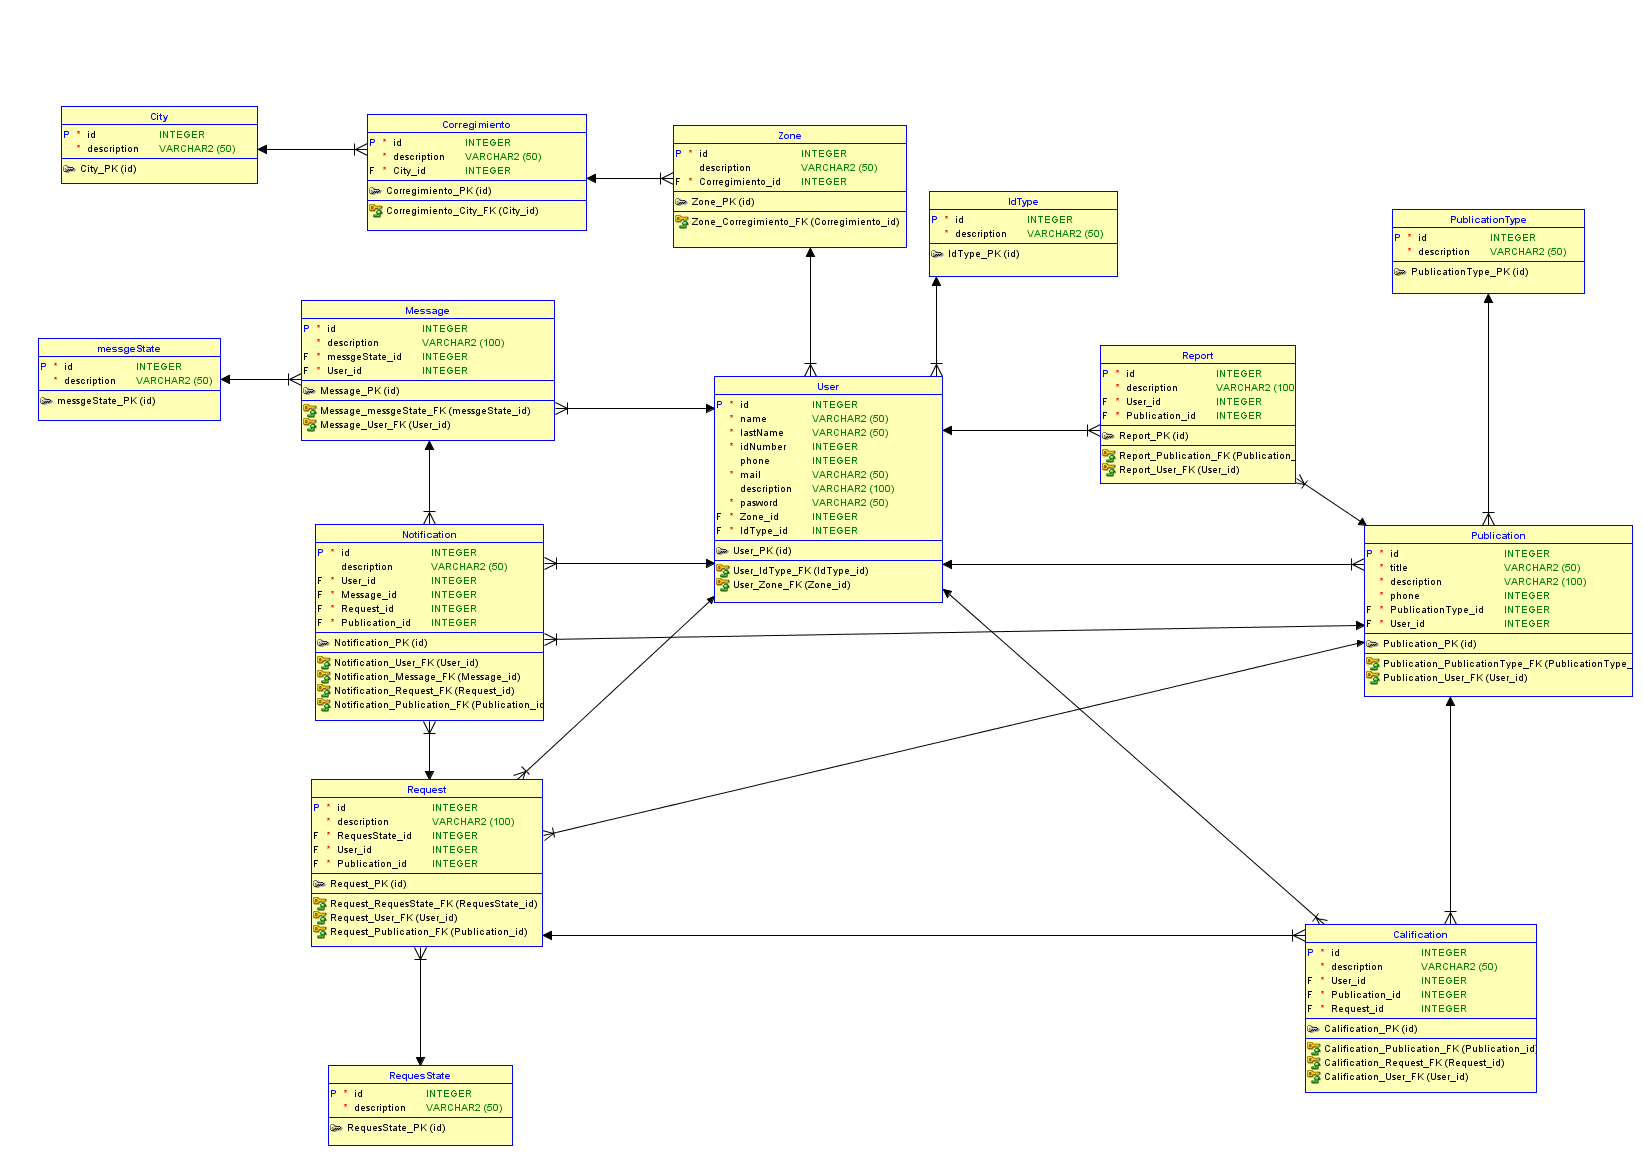 City
P * id INTEGER
* description VARCHAR2 (50)
City_PK (id)
Corregimiento
P * id INTEGER
* description VARCHAR2 (50)
F * City_id INTEGER
Corregimiento_PK (id)
Corregimiento_City_FK (City_id)
Zone
P * id INTEGER
description VARCHAR2 (50)
F * Corregimiento_id INTEGER
Zone_PK (id)
Zone_Corregimiento_FK (Corregimiento_id)
IdType
P * id INTEGER
* description VARCHAR2 (50)
IdType_PK (id)
PublicationType
P * id INTEGER
* description VARCHAR2 (50)
PublicationType_PK (id)
messgeState
P * id INTEGER
* description VARCHAR2 (50)
messgeState_PK (id)
Message
P * id INTEGER
* description VARCHAR2 (100)
F * messgeState_id INTEGER
F * User_id INTEGER
Message_PK (id)
Message_messgeState_FK (messgeState_id)
Message_User_FK (User_id)
User
P * id INTEGER
* name VARCHAR2 (50)
* lastName VARCHAR2 (50)
* idNumber INTEGER
phone INTEGER
* mail VARCHAR2 (50)
description VARCHAR2 (100)
* pasword VARCHAR2 (50)
F * Zone_id INTEGER
F * IdType_id INTEGER
User_PK (id)
User_IdType_FK (IdType_id)
User_Zone_FK (Zone_id)
Report
P * id INTEGER
* description VARCHAR2 (100
F * User_id INTEGER
F * Publication_id INTEGER
Report_PK (id)
Report_Publication_FK (Publication_
Report_User_FK (User_id)
Notification
P * id INTEGER
description VARCHAR2 (50)
F * User_id INTEGER
F * Message_id INTEGER
F * Request_id INTEGER
F * Publication_id INTEGER
Notification_PK (id)
Notification_User_FK (User_id)
Notification_Message_FK (Message_id)
Notification_Request_FK (Request_id)
Notification_Publication_FK (Publication_id
Publication
P * id INTEGER
* title VARCHAR2 (50)
* description VARCHAR2 (100)
* phone INTEGER
F * PublicationType_id INTEGER
F * User_id INTEGER
Publication_PK (id)
Publication_PublicationType_FK (PublicationType_
Publication_User_FK (User_id)
Request
P * id INTEGER
* description VARCHAR2 (100)
F * RequesState_id INTEGER
F * User_id INTEGER
F * Publication_id INTEGER
Request_PK (id)
Request_RequesState_FK (RequesState_id)
Request_User_FK (User_id)
Request_Publication_FK (Publication_id)
Calification
P * id INTEGER
* description VARCHAR2 (50)
F * User_id INTEGER
F * Publication_id INTEGER
F * Request_id INTEGER
Calification_PK (id)
Calification_Publication_FK (Publication_id
Calification_Request_FK (Request_id)
Calification_User_FK (User_id)
RequesState
P * id INTEGER
* description VARCHAR2 (50)
RequesState_PK (id)